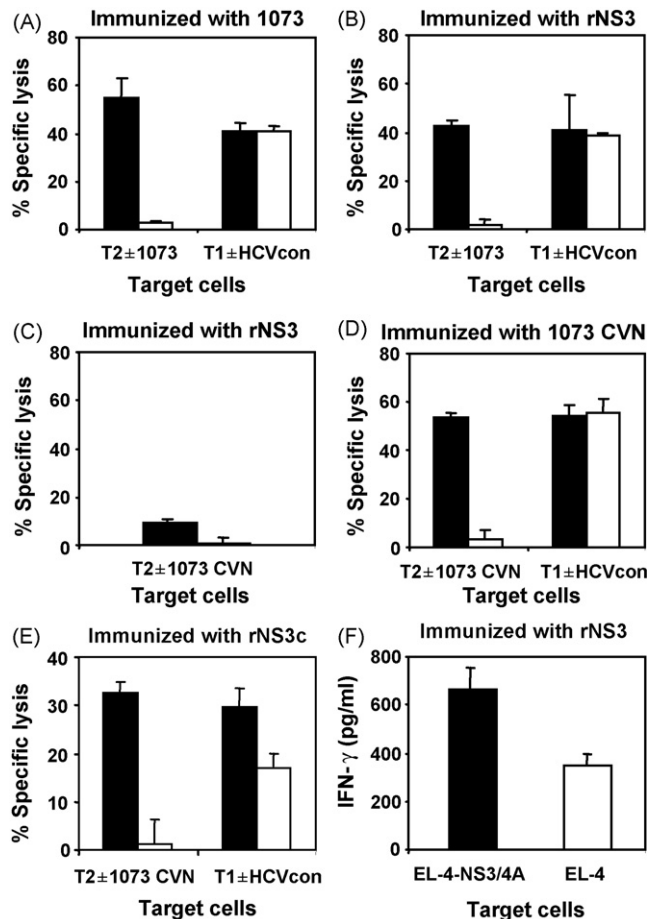 (A) Immunized with 1073
% Specific lysis
80
60
40
20
0
T2±1073 T1±HCVcon
Target cells
(B) Immunized with rNS3
% Specific lysis
80
60
40
20
0
T2±1073 T1±HCVcon
Target cells
(C) Immunized with rNS3
% Specific lysis
80
60
40
20
0
T2±1073 CVN
Target cells
(D) Immunized with 1073 CVN
% Specific lysis
80
60
40
20
0
T2±1073 CVN T1±HCVcon
Target cells
(E) Immunized with rNS3c
% Specific lysis
40
30
20
10
0
T2±1073 CVN T1±HCVcon
Target cells
(F) Immunized with rNS3
IFN-γ (pg/ml)
800
600
400
200
0
EL-4-NS3/4A EL-4
Target cells